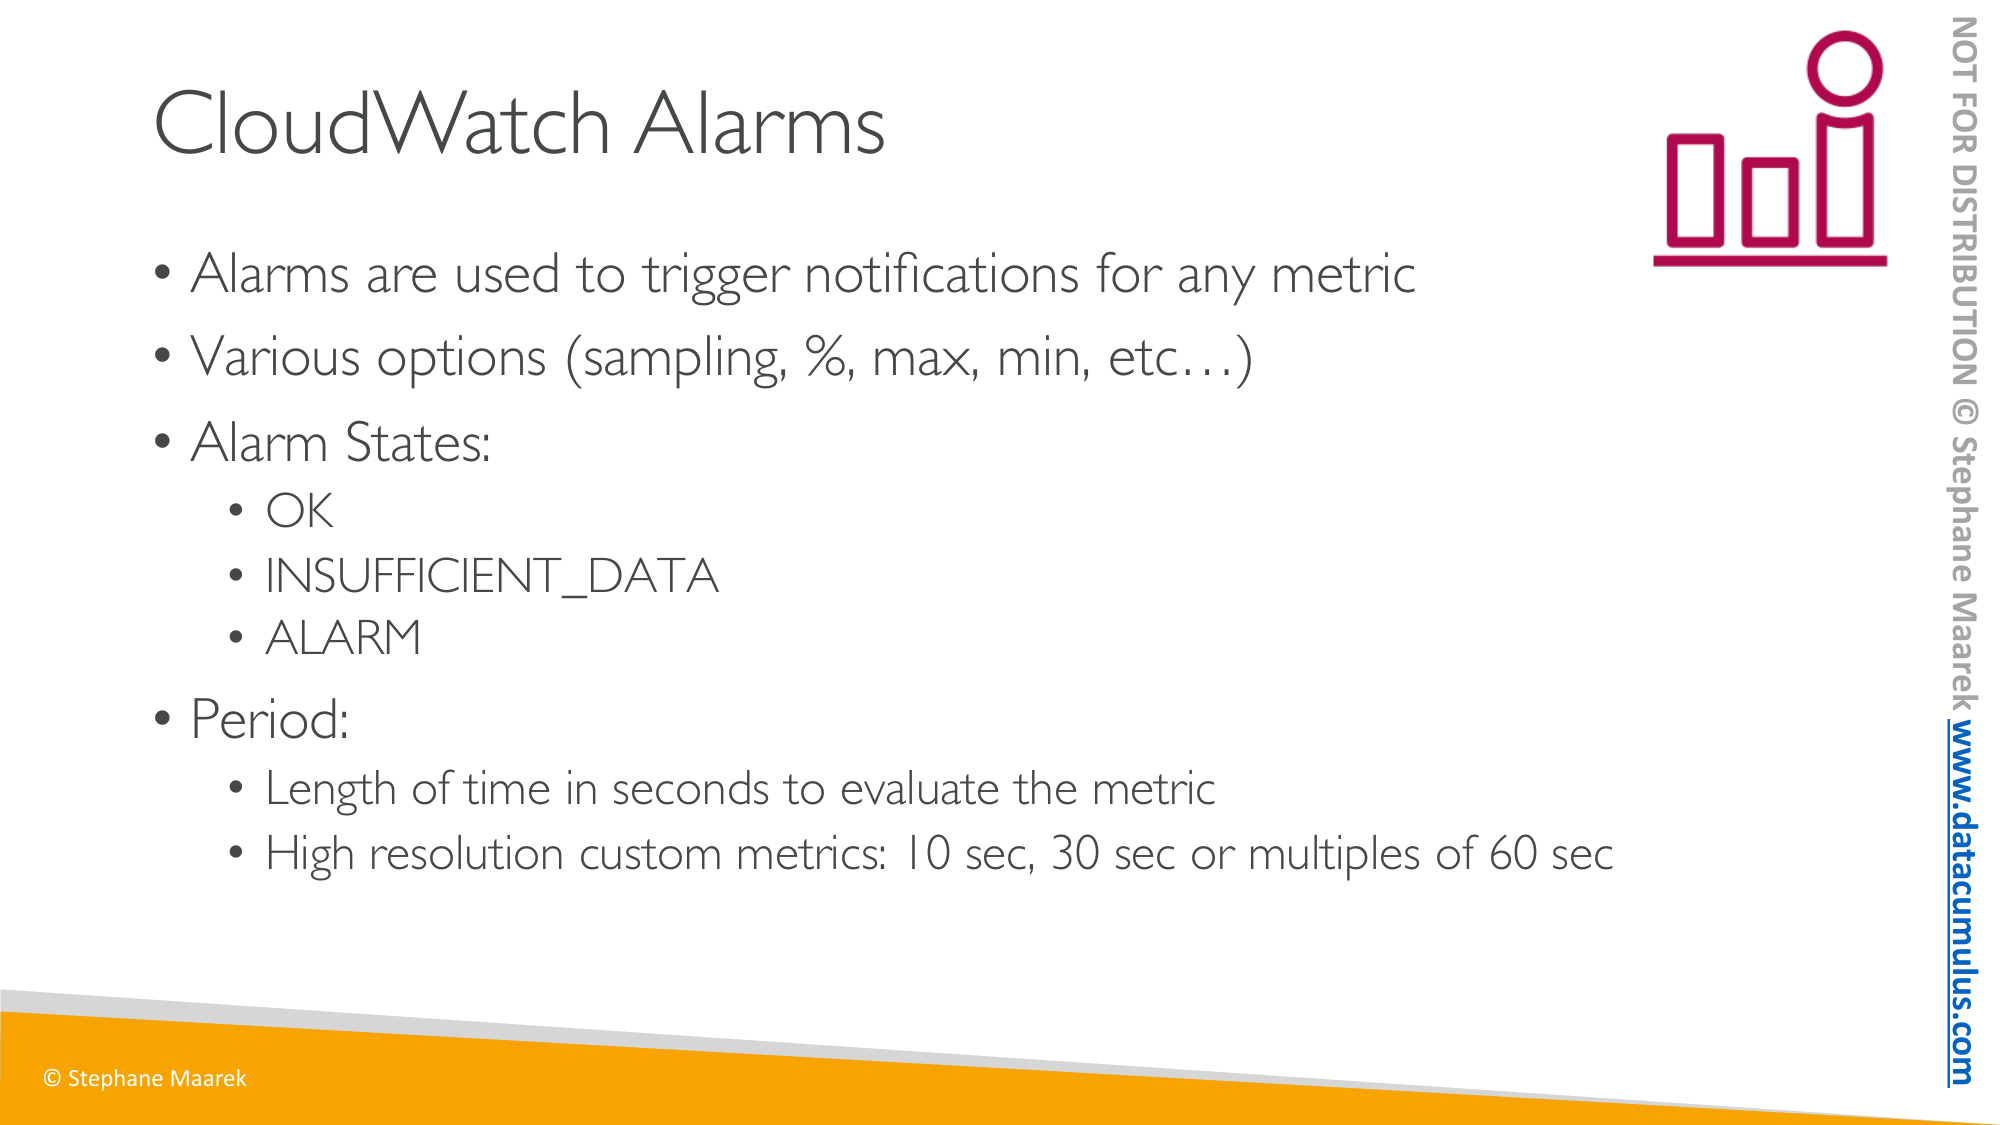 CloudWatch Alarms
• Alarms are used to trigger notifications for any metric
• Various options (sampling, %, max, min, etc…)
• Alarm States:
• OK
• INSUFFICIENT_DATA
• ALARM
• Period:
• Length of time in seconds to evaluate the metric
• High resolution custom metrics: 10 sec, 30 sec or multiples of 60 sec
© Stephane Maarek
NOT FOR DISTRIBUTION © Stephane Maarek www.datacumulus.com